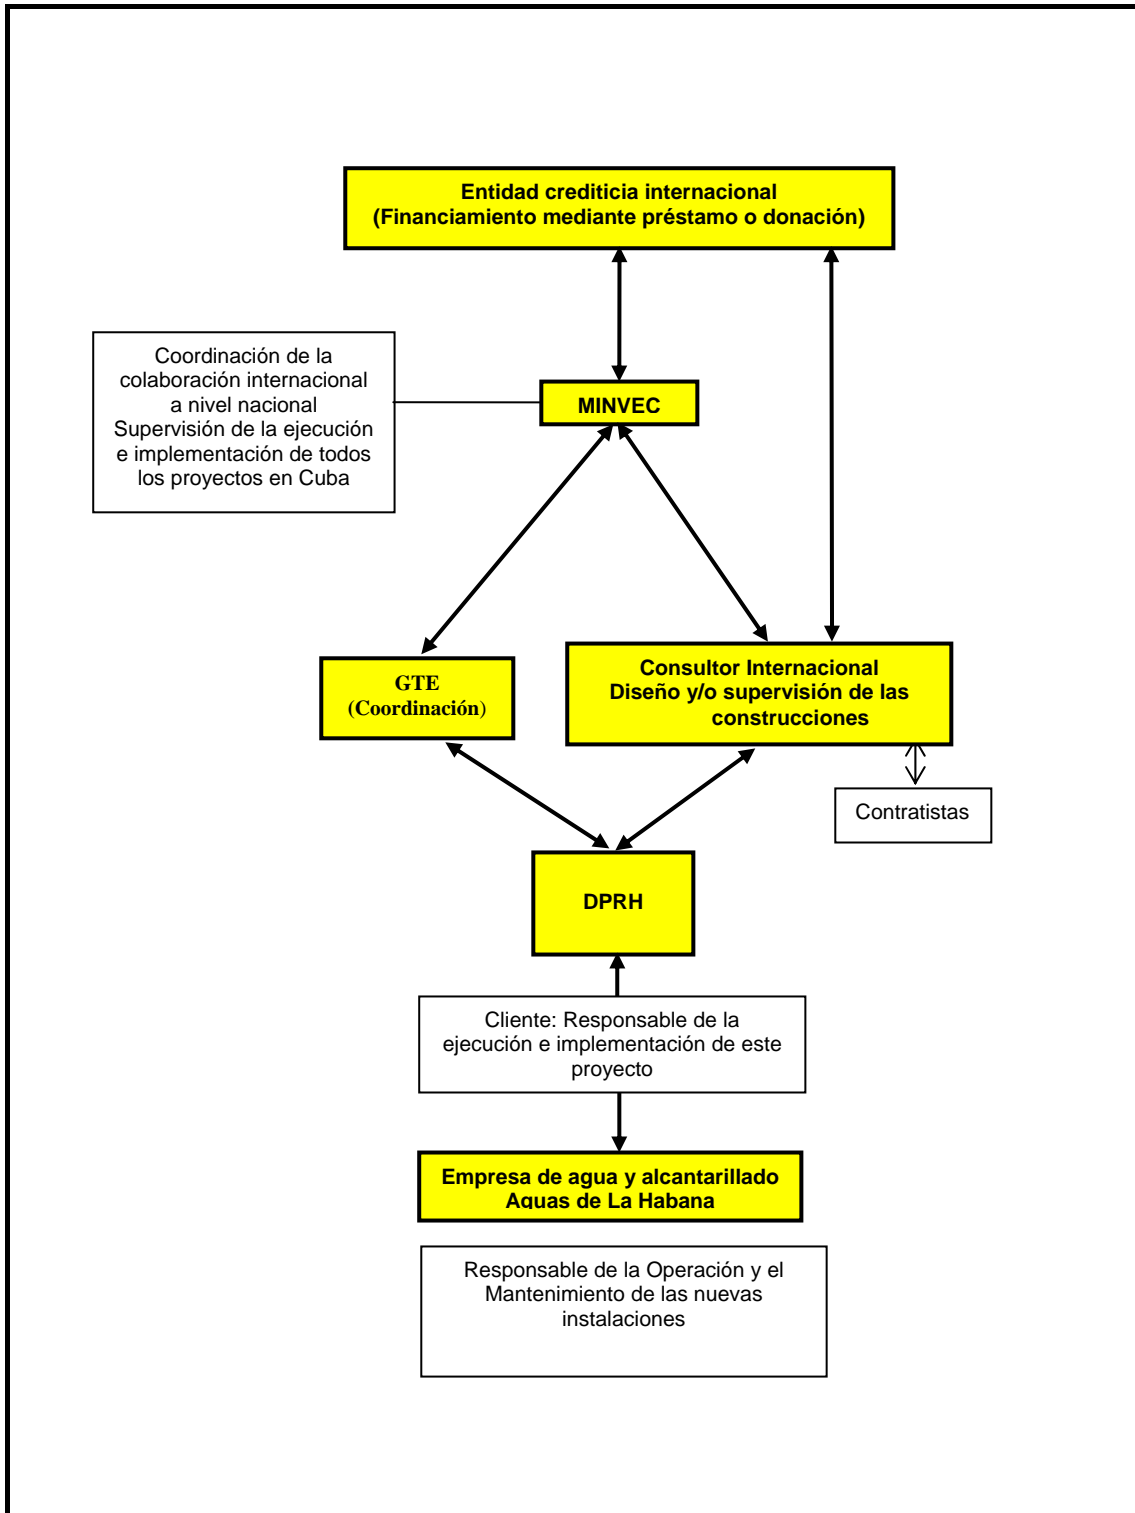 Entidad crediticia internacional
(Financiamiento mediante préstamo o donación)
Coordinación de la
colaboración internacional
a nivel nacional
Supervisión de la ejecución
e implementación de todos
los proyectos en Cuba
MINVEC
GTE
(Coordinación)
Consultor Internacional
Diseño y/o supervisión de las
construcciones
Contratistas
DPRH
Cliente: Responsable de la
ejecución e implementación de este
proyecto
Empresa de agua y alcantarillado
Aguas de La Habana
Responsable de la Operación y el
Mantenimiento de las nuevas
instalaciones